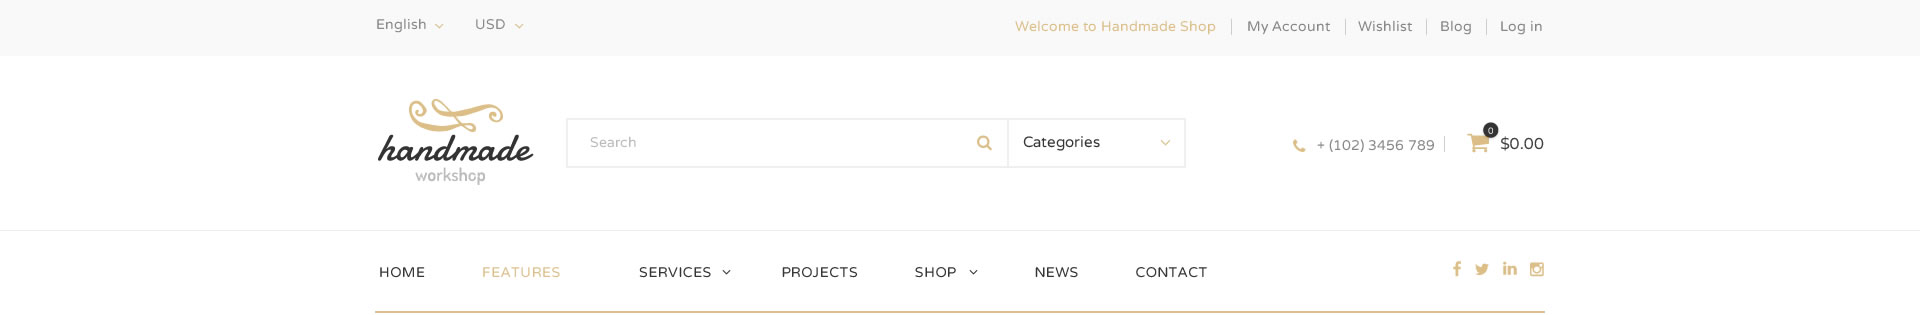 English USD Welcome to Handmade Shop My Account Wishlist Blog Log in
handmade
workshop
Search Categories + (102) 3456 789 0 $0.00
HOME FEATURES SERVICES PROJECTS SHOP NEWS CONTACT